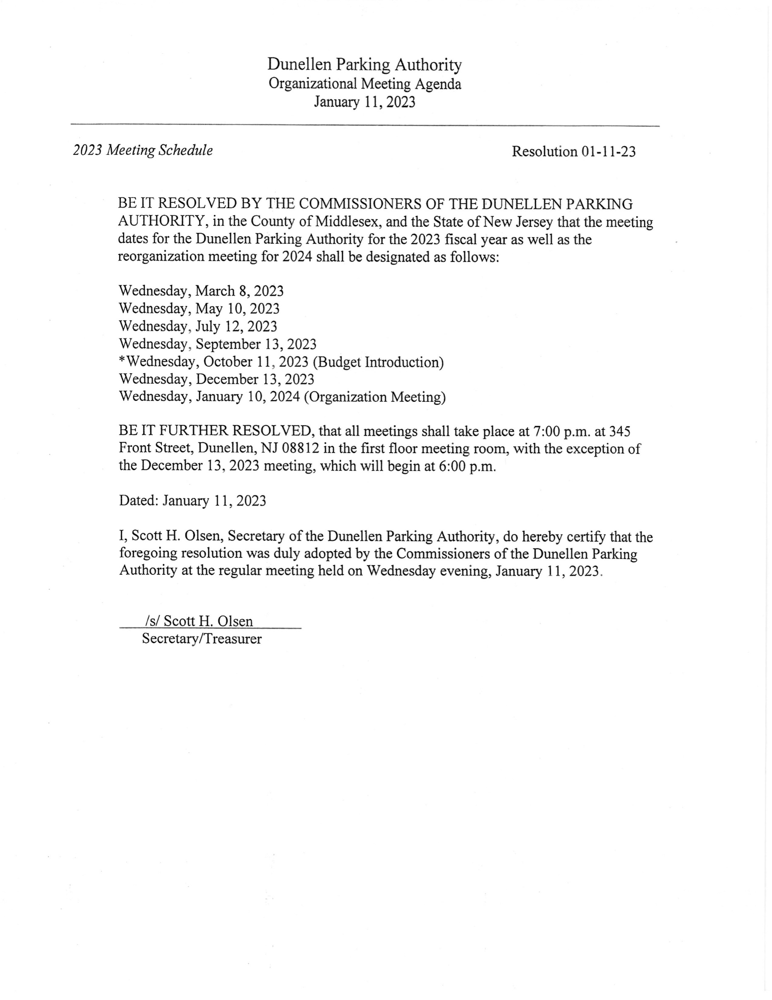 Dunellen Parking Authority
Organizational Meeting Agenda
January 11, 2023
2023 Meeting Schedule
Resolution 01-11-23
BE IT RESOLVED BY THE COMMISSIONERS OF THE DUNELLEN PARKING
AUTHORITY, in the County of Middlesex, and the State of New Jersey that the meeting
dates for the Dunellen Parking Authority for the 2023 fiscal year as well as the
reorganization meeting for 2024 shall be designated as follows:
Wednesday, March 8, 2023
Wednesday, May 10, 2023
Wednesday, July 12, 2023
Wednesday, September 13, 2023
*Wednesday, October 11, 2023 (Budget Introduction)
Wednesday, December 13, 2023
Wednesday, January 10, 2024 (Organization Meeting)
BE IT FURTHER RESOLVED, that all meetings shall take place at 7:00 p.m. at 345
Front Street, Dunellen, NJ 08812 in the first floor meeting room, with the exception of
the December 13, 2023 meeting, which will begin at 6:00 p.m.
Dated: January 11, 2023
I, Scott H. Olsen, Secretary of the Dunellen Parking Authority, do hereby certify that the
foregoing resolution was duly adopted by the Commissioners of the Dunellen Parking
Authority at the regular meeting held on Wednesday evening, January 11, 2023.
/s/ Scott H. Olsen
Secretary/Treasurer